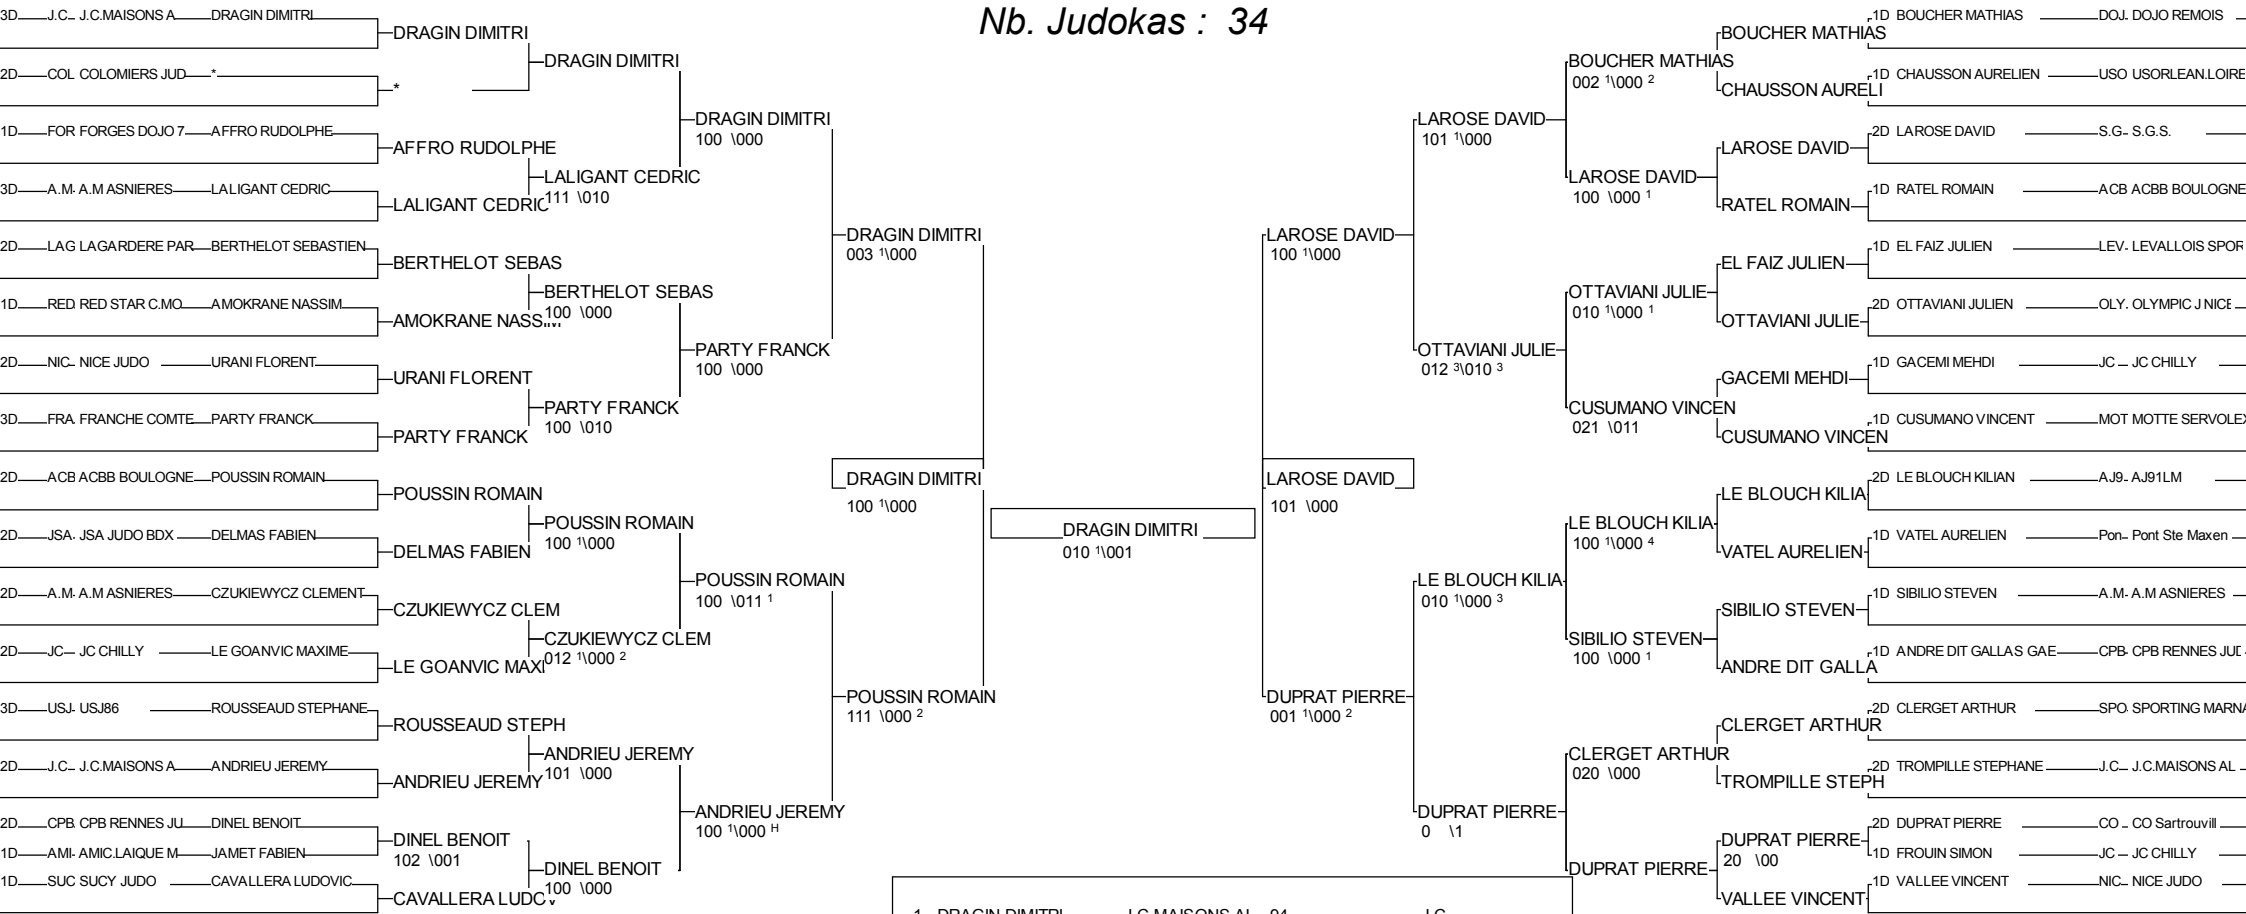 Nb. Judokas : 34
3D J.C J.C.MAISONS A DRAGIN DIMITRI
2D COL COLOMIERS JUD *
1D FOR FORGES DOJO 7 AFFRO RUDOLPHE
3D A.M A.M ASNIERES LALIGANT CEDRIC
2D LAG LAGARDERE PAR BERTHELOT SEBASTIEN
1D RED RED STAR C.MO AMOKRANE NASSIM
2D NIC NICE JUDO URANI FLORENT
3D FRA FRANCHE COMTE PARTY FRANCK
2D ACB ACBB BOULOGNE POUSSIN ROMAIN
2D JSA JSA JUDO BDX DELMAS FABIEN
2D A.M A.M ASNIERES CZUKIEWYCZ CLEMENT
2D JC JC CHILLY LE GOANVIC MAXIME
3D USJ USJ86 ROUSSEAUD STEPHANE
2D J.C J.C.MAISONS A ANDRIEU JEREMY
2D CPB CPB RENNES JU DINEL BENOIT
1D AMI AMIC.LAIQUE M JAMET FABIEN
1D SUC SUCY JUDO CAVALLERA LUDOVIC
DRAGIN DIMITRI
*
AFFRO RUDOLPHE
LALIGANT CEDRIC
BERTHELOT SEBAS
AMOKRANE NASSIM
URANI FLORENT
PARTY FRANCK
POUSSIN ROMAIN
DELMAS FABIEN
CZUKIEWYCZ CLEM
LE GOANVIC MAXI
ROUSSEAUD STEPH
ANDRIEU JEREMY
DINEL BENOIT
102 \001
CAVALLERA LUDOV
DRAGIN DIMITRI
LALIGANT CEDRIC
111 \010
BERTHELOT SEBAS
100 \000
PARTY FRANCK
100 \010
POUSSIN ROMAIN
100 1\000
CZUKIEWYCZ CLEM
012 1\000 2
ANDRIEU JEREMY
101 \000
DINEL BENOIT
100 \000
DRAGIN DIMITRI
100 \000
PARTY FRANCK
100 \000
POUSSIN ROMAIN
100 \011 1
ANDRIEU JEREMY
100 1\000 H
DRAGIN DIMITRI
003 1\000
POUSSIN ROMAIN
111 \000 2
DRAGIN DIMITRI
100 1\000
DRAGIN DIMITRI
010 1\001
LAROSE DAVID
101 \000
LAROSE DAVID
100 1\000
DUPRAT PIERRE
001 1\000 2
LAROSE DAVID
101 1\000
OTTAVIANI JULIE
012 3\010 3
LE BLOUCH KILIA
010 1\000 3
DUPRAT PIERRE
0 \1
BOUCHER MATHIAS
002 1\000 2
LAROSE DAVID
100 \000 1
OTTAVIANI JULIE
010 1\000 1
CUSUMANO VINCEN
021 \011
LE BLOUCH KILIA
100 1\000 4
SIBILIO STEVEN
100 \000 1
CLERGET ARTHUR
020 \000
DUPRAT PIERRE
BOUCHER MATHIAS
CHAUSSON AURELI
LAROSE DAVID
RATEL ROMAIN
EL FAIZ JULIEN
OTTAVIANI JULIE
GACEMI MEHDI
CUSUMANO VINCEN
LE BLOUCH KILIA
VATEL AURELIEN
SIBILIO STEVEN
ANDRE DIT GALLA
CLERGET ARTHUR
TROMPILLE STEPH
DUPRAT PIERRE
20 \00
VALLEE VINCENT
1D BOUCHER MATHIAS DOJ DOJO REMOIS
1D CHAUSSON AURELIEN USO USORLEAN.LOIRE
2D LAROSE DAVID S.G S.G.S.
1D RATEL ROMAIN ACB ACBB BOULOGNE
1D EL FAIZ JULIEN LEV LEVALLOIS SPOR
2D OTTAVIANI JULIEN OLY OLYMPIC J NICE
1D GACEMI MEHDI JC JC CHILLY
1D CUSUMANO VINCENT MOT MOTTE SERVOLEX
2D LE BLOUCH KILIAN AJ9 AJ91LM
1D VATEL AURELIEN Pon Pont Ste Maxen
1D SIBILIO STEVEN A.M A.M ASNIERES
1D ANDRE DIT GALLAS GAE CPB CPB RENNES JUD
2D CLERGET ARTHUR SPO SPORTING MARNA
2D TROMPILLE STEPHANE J.C J.C.MAISONS AL
2D DUPRAT PIERRE CO CO Sartrouvill
1D FROUIN SIMON JC JC CHILLY
1D VALLEE VINCENT NIC NICE JUDO